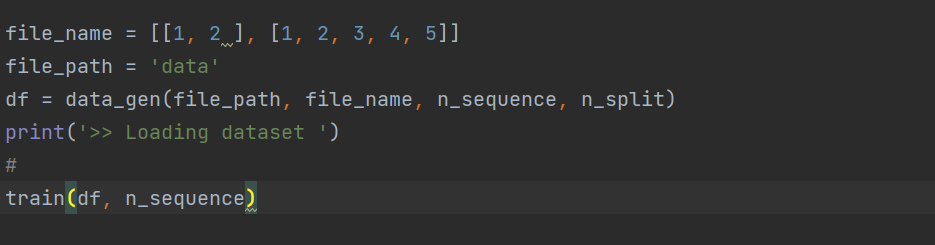 file_name = [[1, 2 ], [1, 2, 3, 4, 5]]
file_path = 'data'
df = data_gen(file_path, file_name, n_sequence, n_split)
print('>> Loading dataset ')
#
train(df, n_sequence)